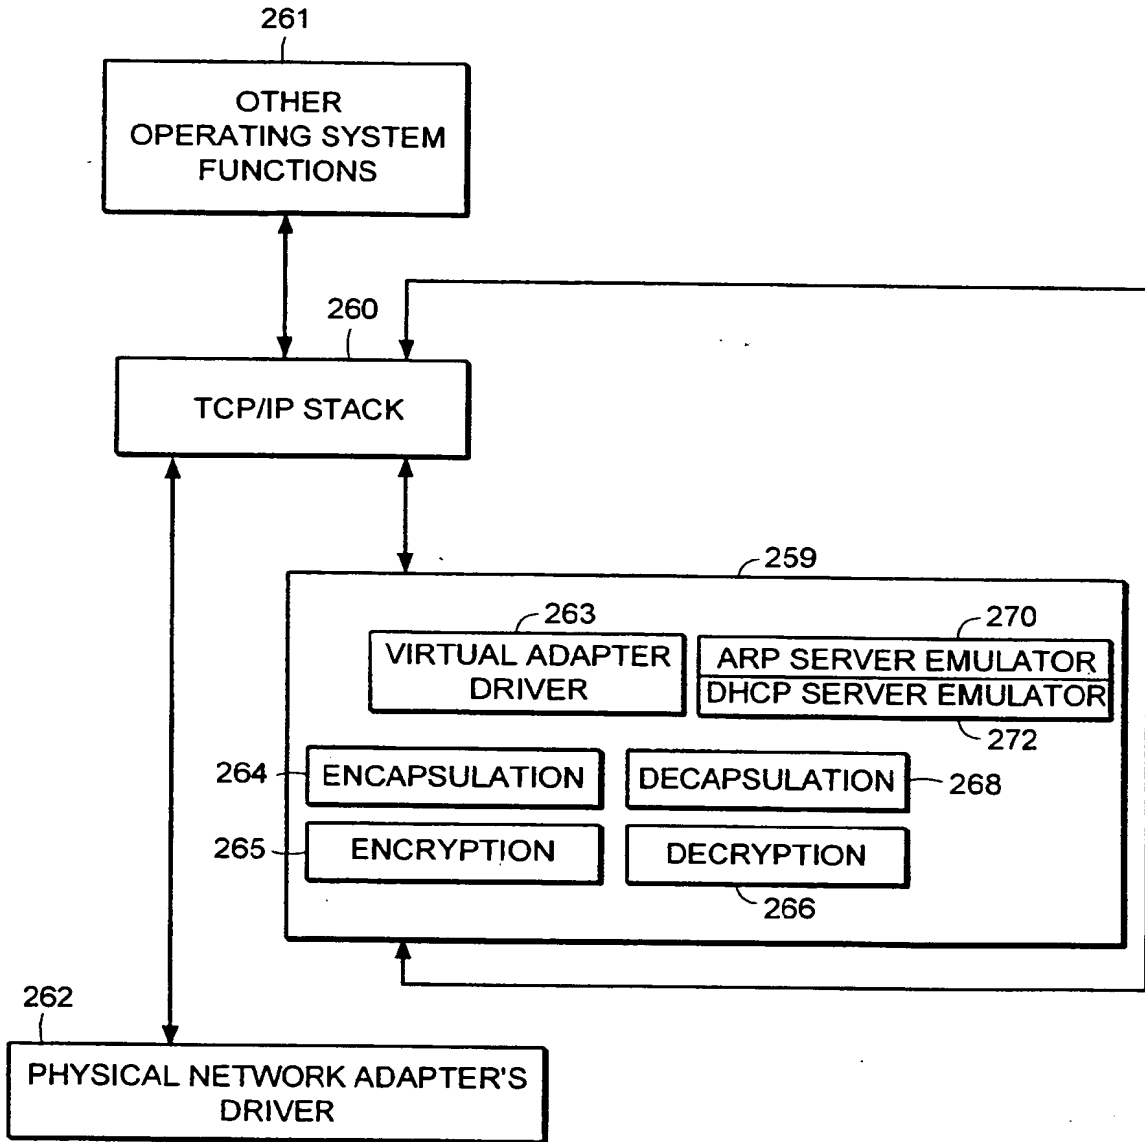 261
OTHER
OPERATING SYSTEM
FUNCTIONS
260
TCP/IP STACK
259
263
VIRTUAL ADAPTER
DRIVER
270
ARP SERVER EMULATOR
DHCP SERVER EMULATOR
272
264
ENCAPSULATION
DECAPSULATION
268
265
ENCRYPTION
DECRYPTION
266
262
PHYSICAL NETWORK ADAPTER'S
DRIVER